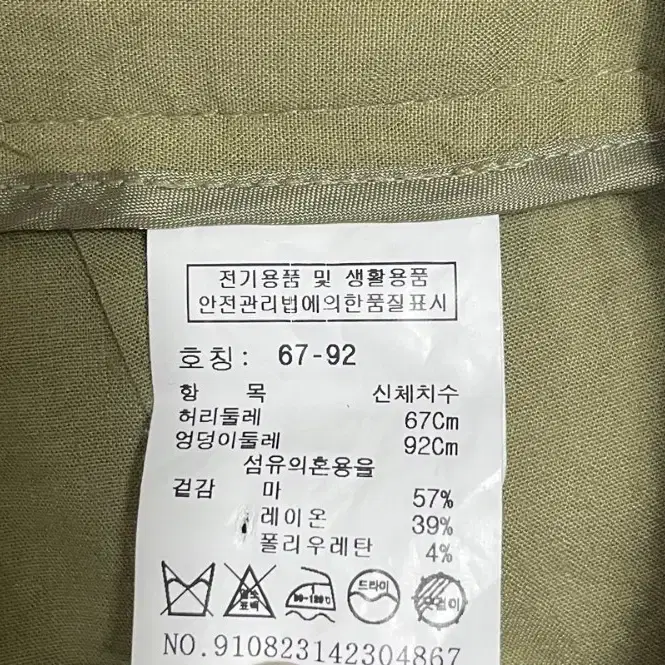 전기용품 및 생활용품
안전관리법에의한품질표시
호칭: 67-92
항 목 신체치수
허리둘레 67Cm
엉덩이둘레 92Cm
섬유의혼용율
겉감 마 57%
레이온 39%
폴리우레탄 4%
표백 드라이
NO.910823142304867